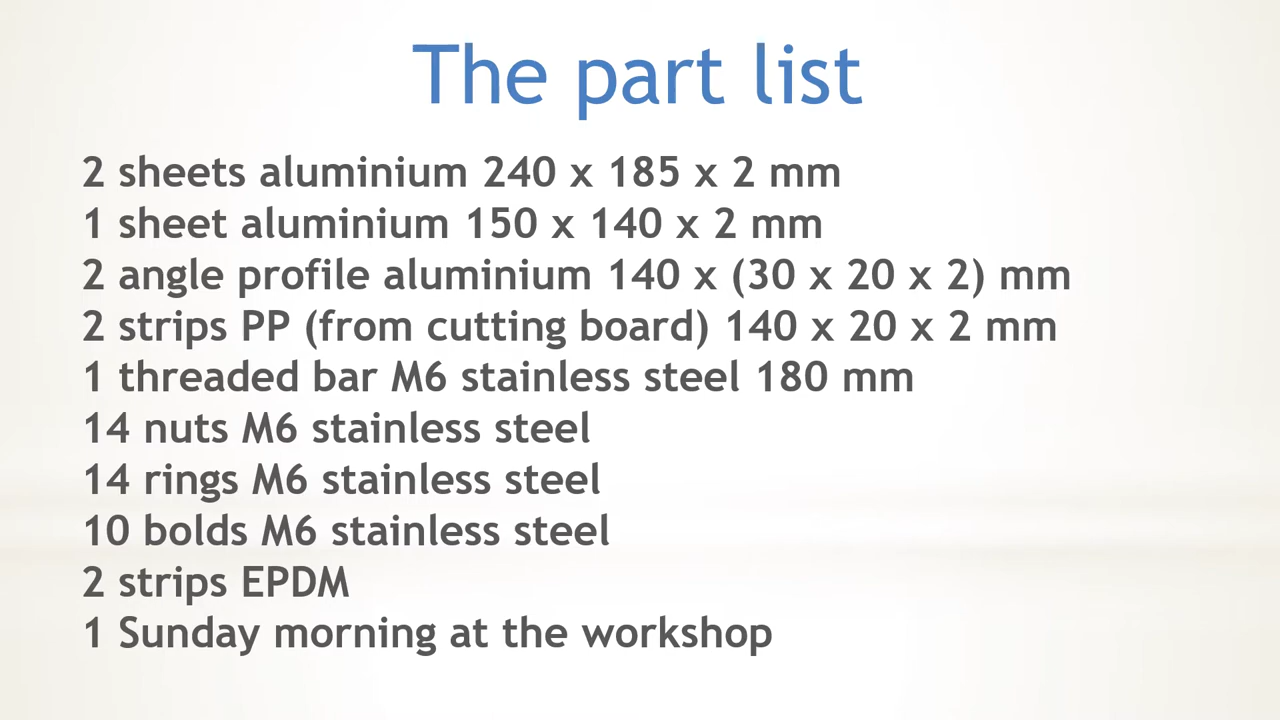 The part list
2 sheets aluminium 240 x 185 x 2 mm
1 sheet aluminium 150 x 140 x 2 mm
2 angle profile aluminium 140 x (30 x 20 x 2) mm
2 strips PP (from cutting board) 140 x 20 x 2 mm
1 threaded bar M6 stainless steel 180 mm
14 nuts M6 stainless steel
14 rings M6 stainless steel
10 bolds M6 stainless steel
2 strips EPDM
1 Sunday morning at the workshop